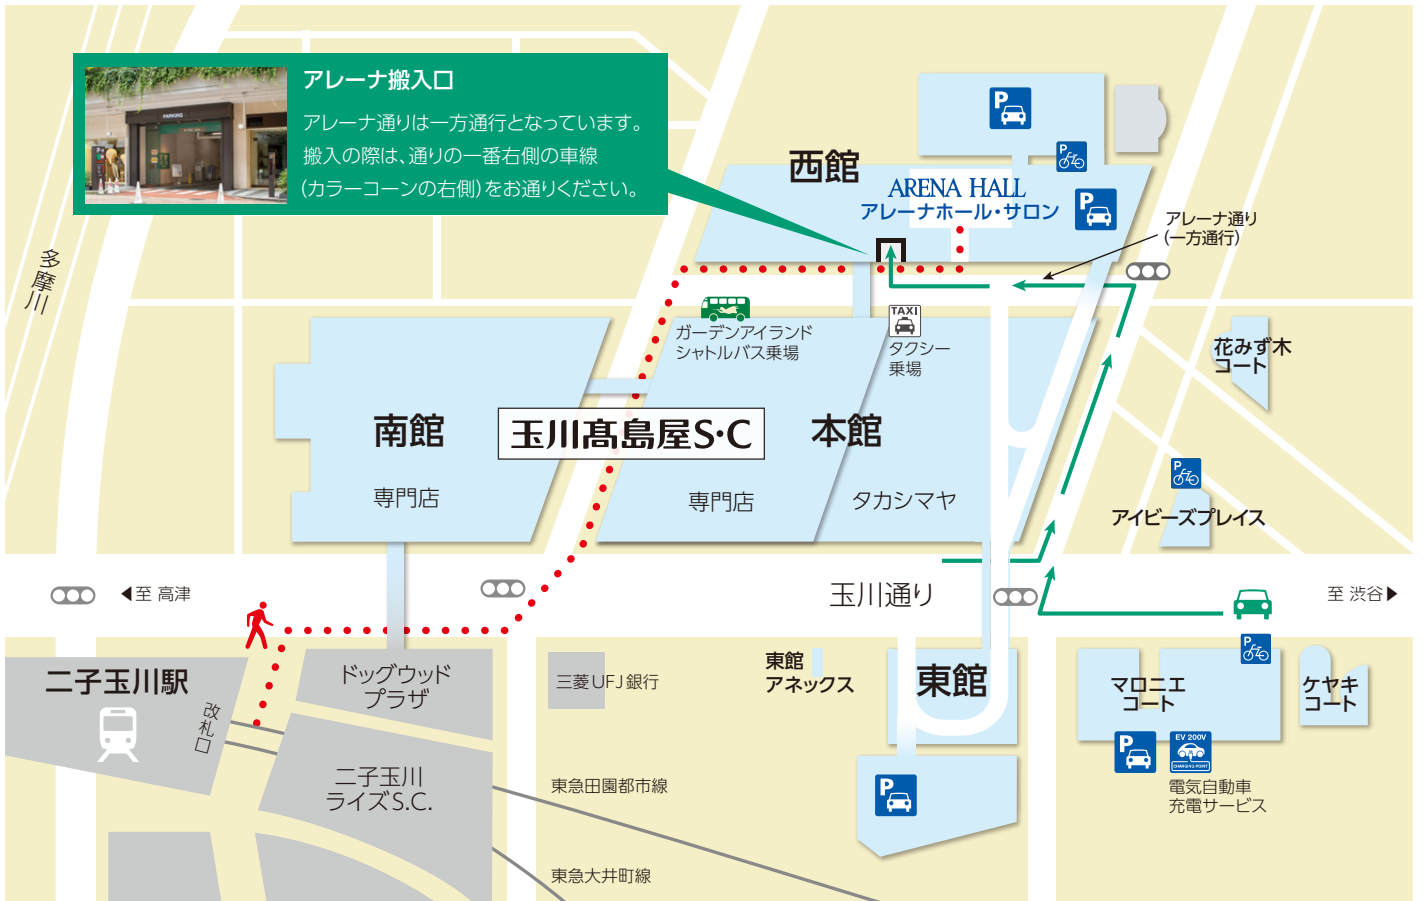 アレーナ搬入口
アレーナ通りは一方通行となっています。
搬入の際は、通りの一番右側の車線
(カラーコーンの右側)をお通りください。
PARKING
P
P
西館
ARENA HALL
アレーナホール・サロン
P
アレーナ通り
(一方通行)
多摩川
ガーデンアイランド
シャトルバス乗場
TAXI
タクシー
乗場
花みず木
コート
南館
玉川髙島屋S・C
本館
専門店
専門店
タカシマヤ
P
アイビーズプレイス
至 高津
玉川通り
至 渋谷
P
二子玉川駅
改札口
ドッグウッド
プラザ
三菱UFJ銀行
東館
アネックス
東館
マロニエ
コート
ケヤキ
コート
二子玉川
ライズS.C.
東急田園都市線
P
P
EV 200V
CHARGING POINT
電気自動車
充電サービス
東急大井町線